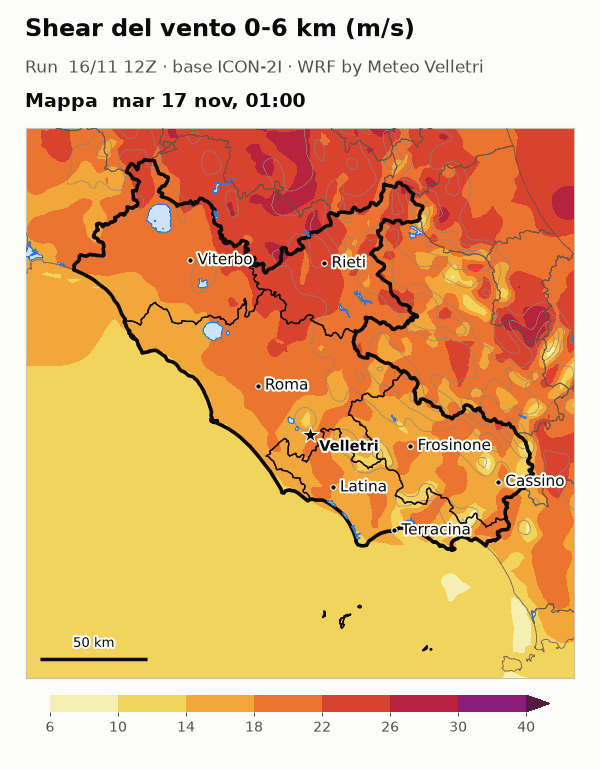 Shear del vento 0-6 km (m/s)
Run  16/11 12Z · base ICON-2I · WRF by Meteo Velletri
Mappa  mar 17 nov, 01:00
Viterbo
Rieti
Roma
Velletri
Frosinone
Cassino
Latina
Terracina
50 km
6 10 14 18 22 26 30 40